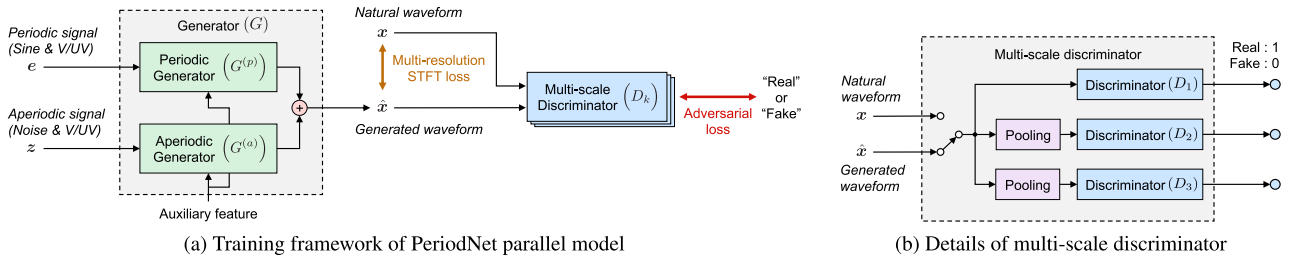 Generator (G)
Periodic signal
(Sine & V/UV)
e
Periodic
Generator (G^(p))
Aperiodic signal
(Noise & V/UV)
z
Aperiodic
Generator (G^(a))
+
Auxiliary feature
Natural waveform
x
Multi-resolution
STFT loss
x̂
Generated waveform
Multi-scale
Discriminator (D_k)
Adversarial
loss
“Real”
or
“Fake”
(a) Training framework of PeriodNet parallel model
Multi-scale discriminator
Real : 1
Fake : 0
Natural
waveform
x
x̂
Generated
waveform
Discriminator (D_1)
Pooling
Discriminator (D_2)
Pooling
Discriminator (D_3)
(b) Details of multi-scale discriminator